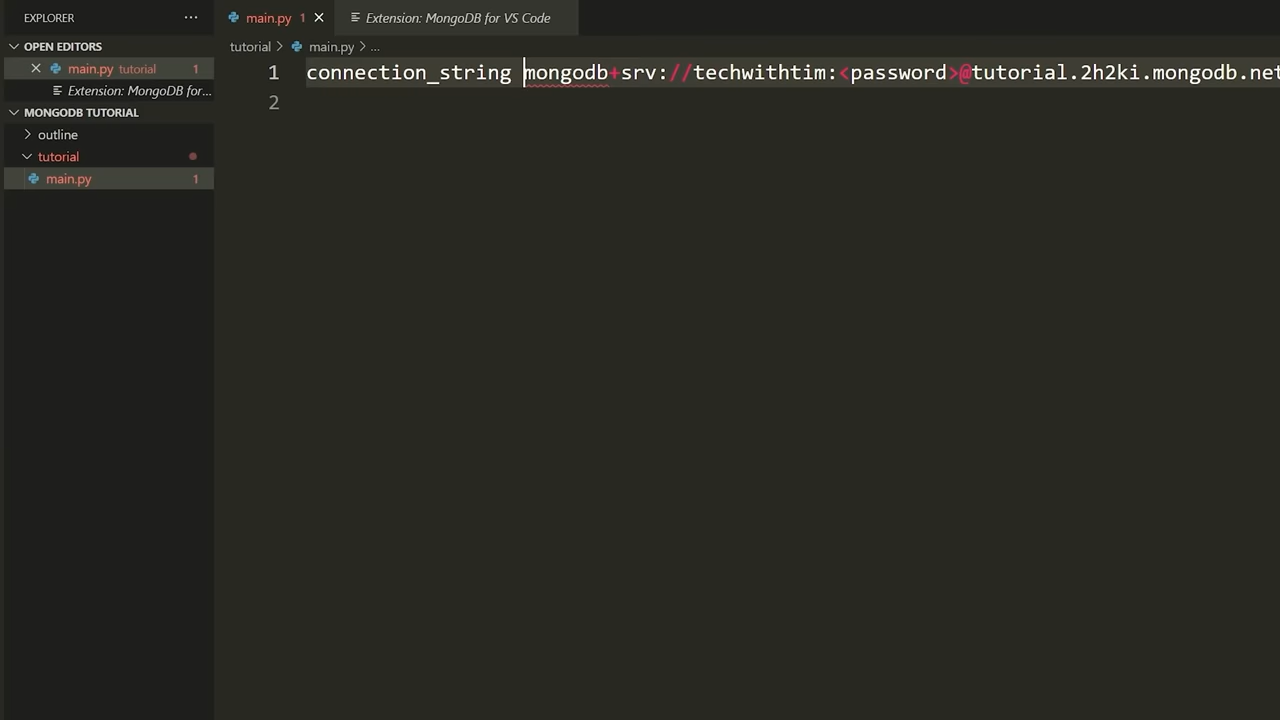 EXPLORER ...
main.py 1
Extension: MongoDB for VS Code
OPEN EDITORS
main.py tutorial 1
Extension: MongoDB for...
MONGODB TUTORIAL
outline
tutorial
main.py 1
tutorial > main.py > ...
1 connection_string mongodb+srv://techwithtim:<password>@tutorial.2h2ki.mongodb.net
2